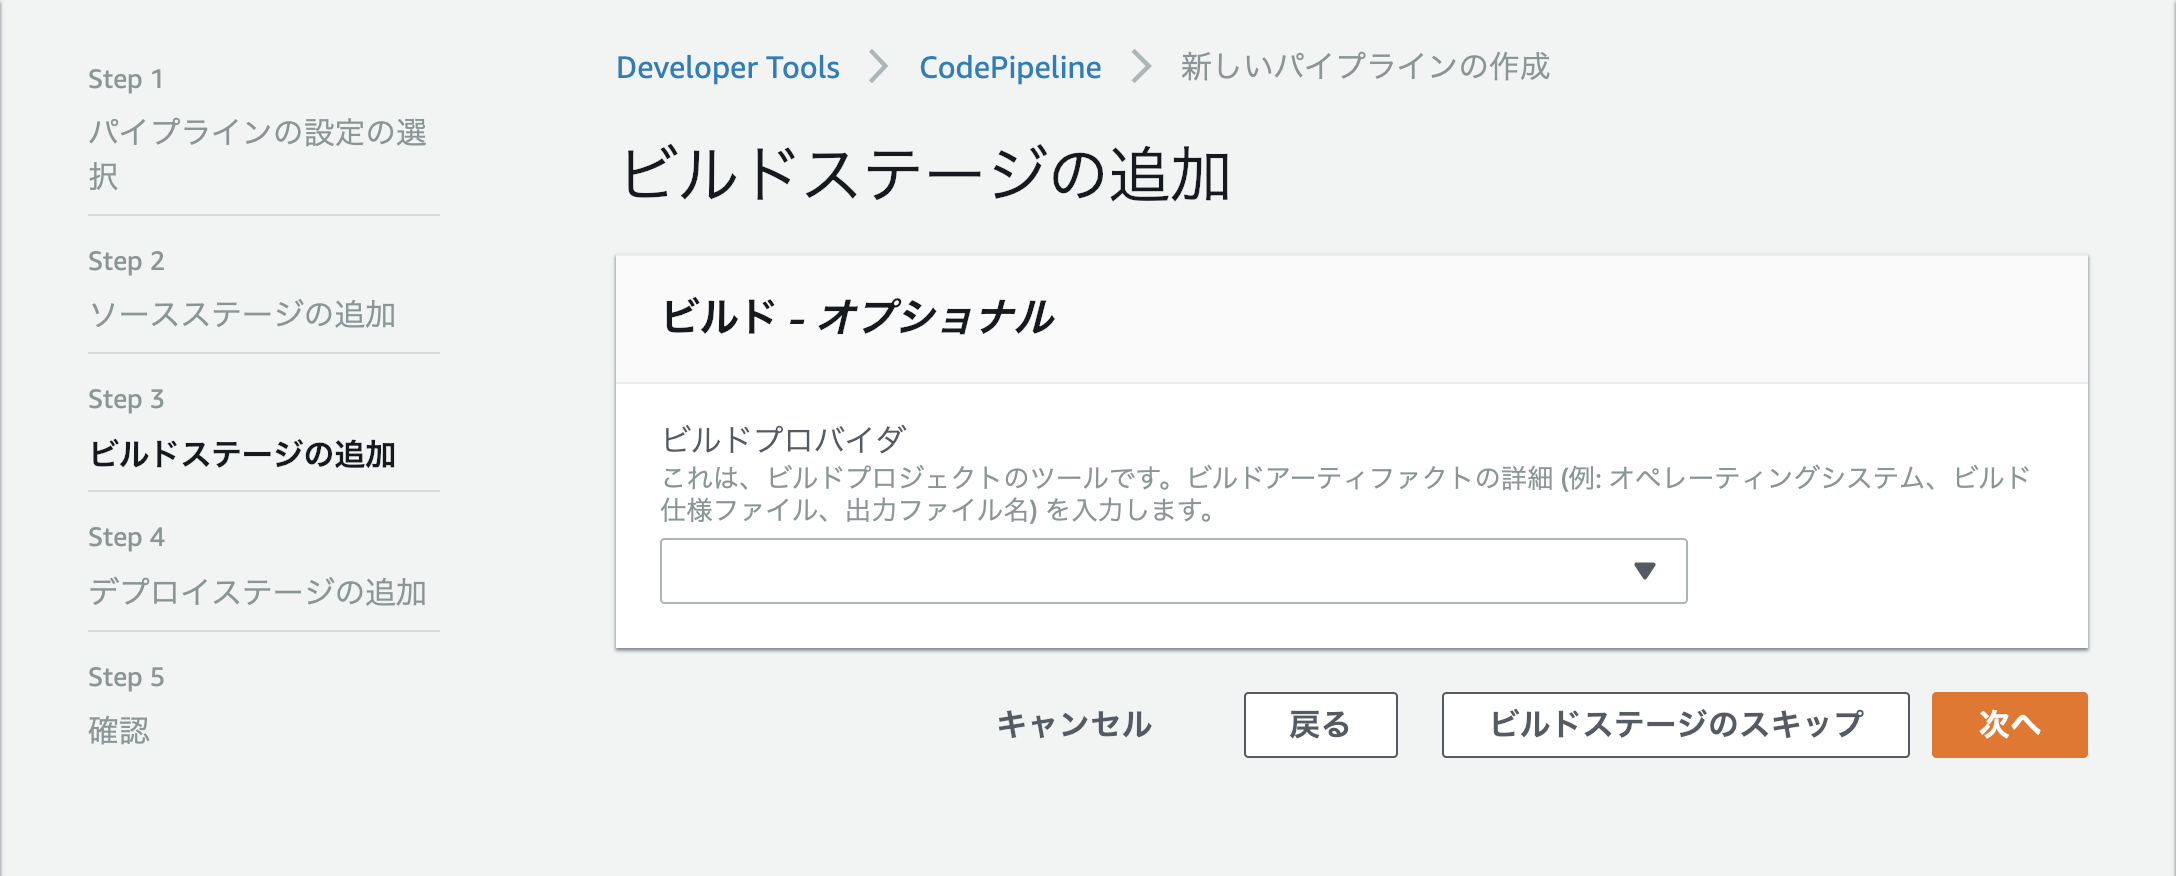 Step 1
パイプラインの設定の選
択
Step 2
ソースステージの追加
Step 3
ビルドステージの追加
Step 4
デプロイステージの追加
Step 5
確認
Developer Tools > CodePipeline > 新しいパイプラインの作成
ビルドステージの追加
ビルド - オプショナル
ビルドプロバイダ
これは、ビルドプロジェクトのツールです。ビルドアーティファクトの詳細 (例: オペレーティングシステム、ビルド
仕様ファイル、出力ファイル名) を入力します。
キャンセル 戻る ビルドステージのスキップ 次へ